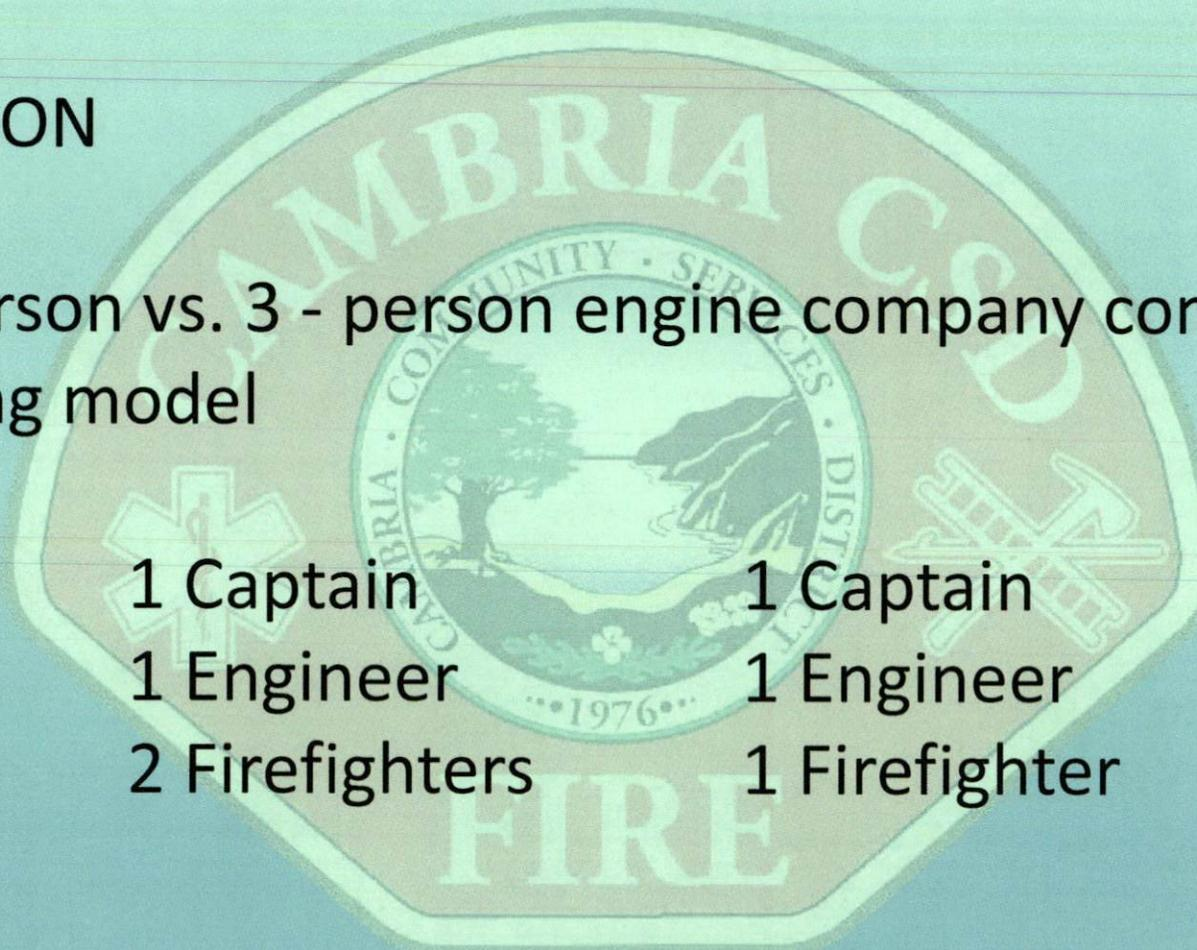 ON
rson vs. 3 - person engine company cor
g model
1 Captain 1 Captain
1 Engineer 1 Engineer
2 Firefighters 1 Firefighter
CAMBRIA CSD
FIRE
CAMBRIA · COMMUNITY · SERVICES · DISTRICT
1976